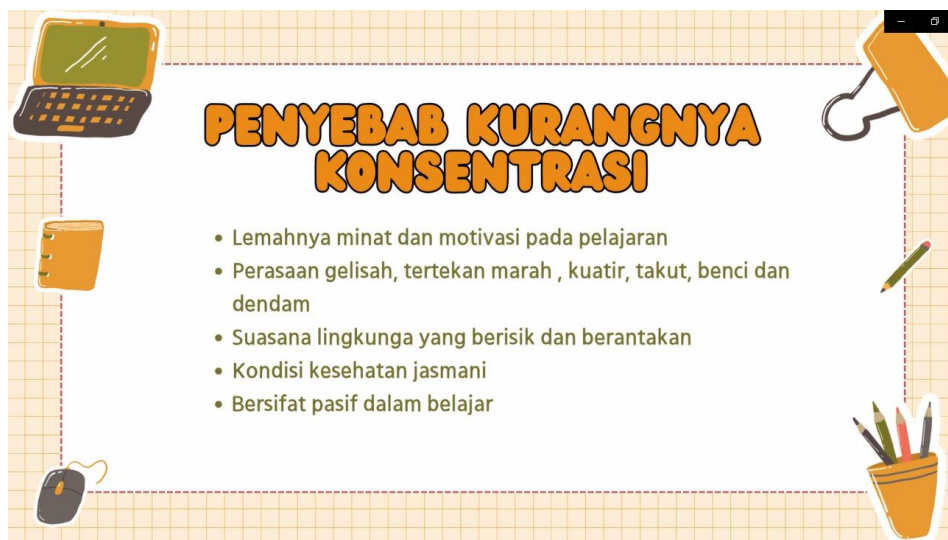 PENYEBAB KURANGNYA
KONSENTRASI
• Lemahnya minat dan motivasi pada pelajaran
• Perasaan gelisah, tertekan marah , kuatir, takut, benci dan
dendam
• Suasana lingkunga yang berisik dan berantakan
• Kondisi kesehatan jasmani
• Bersifat pasif dalam belajar